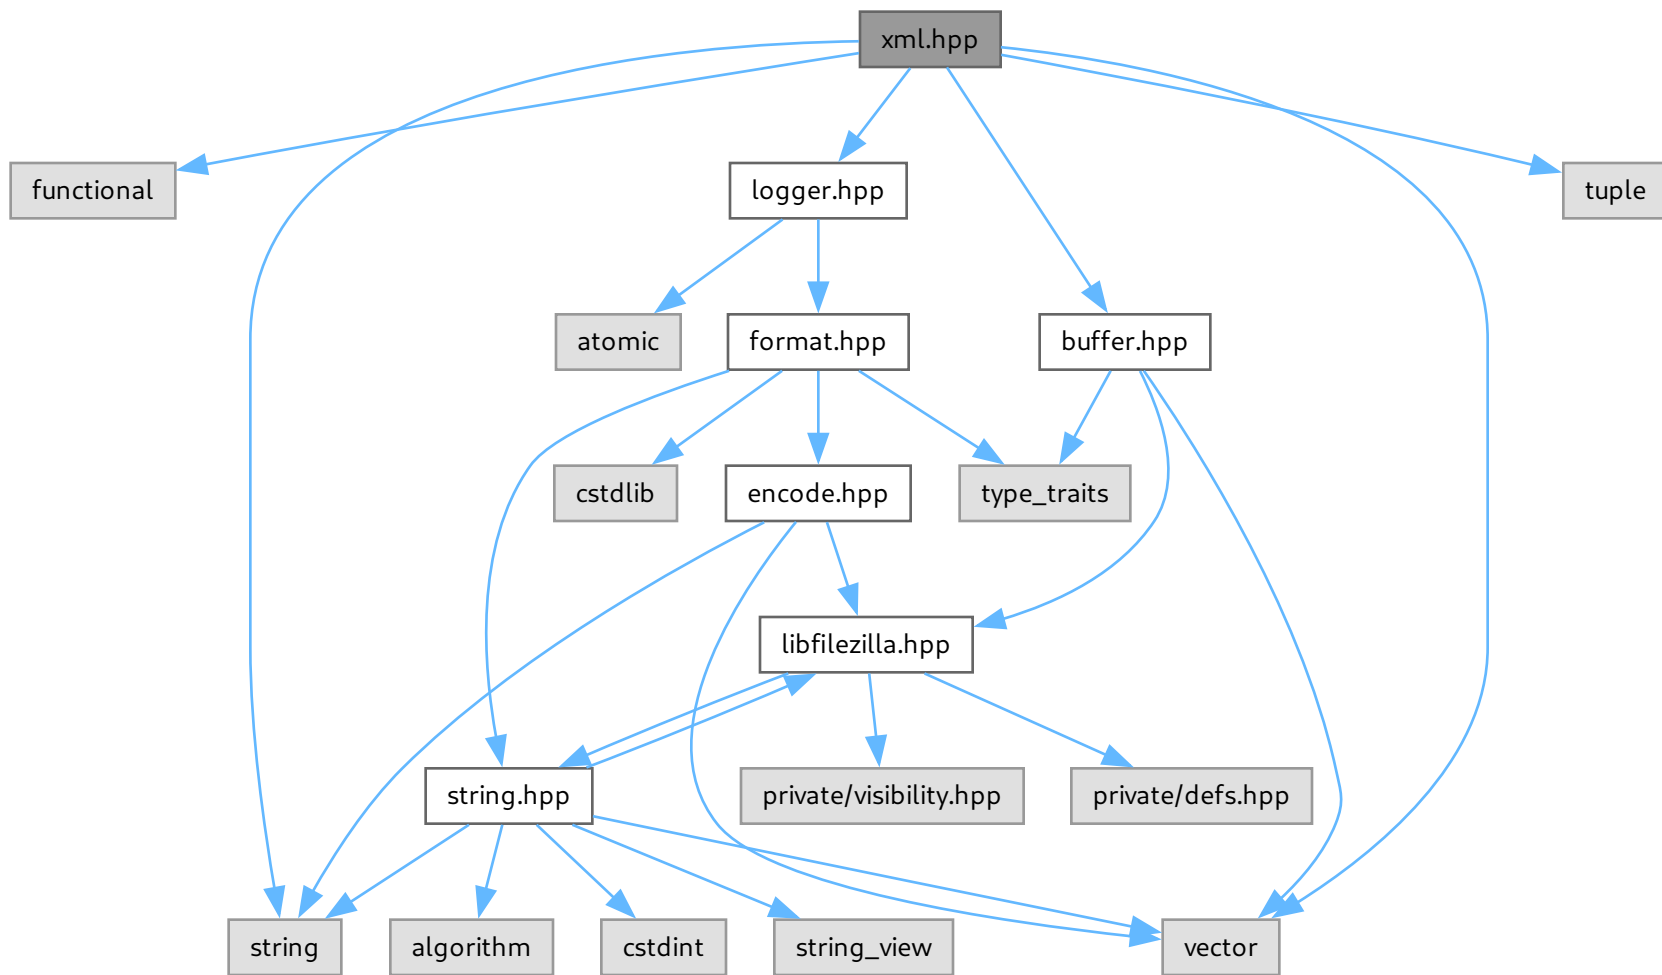 xml.hpp
functional
logger.hpp
tuple
atomic
format.hpp
buffer.hpp
cstdlib
encode.hpp
type_traits
libfilezilla.hpp
string.hpp
private/visibility.hpp
private/defs.hpp
string
algorithm
cstdint
string_view
vector